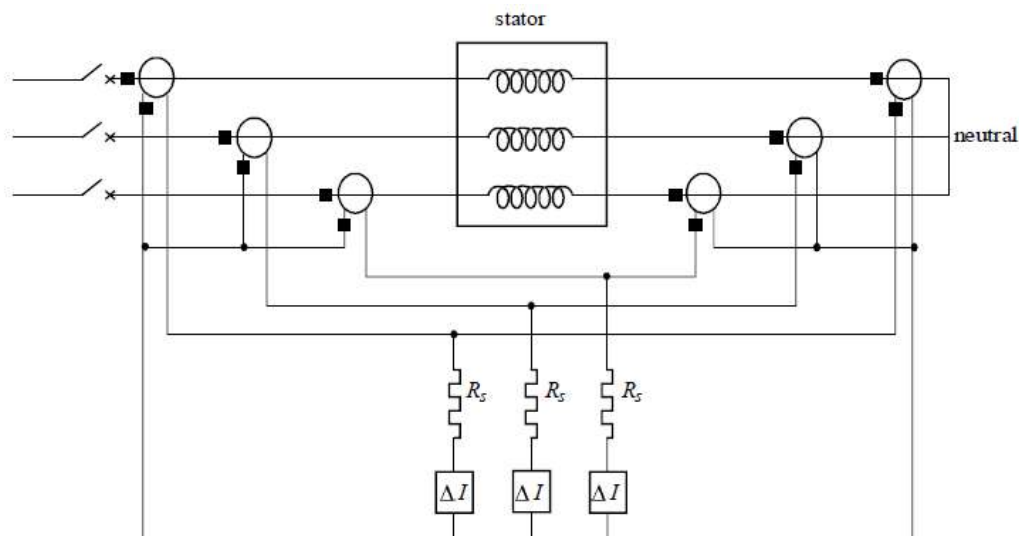 stator
neutral
R_s R_s R_s
ΔI ΔI ΔI